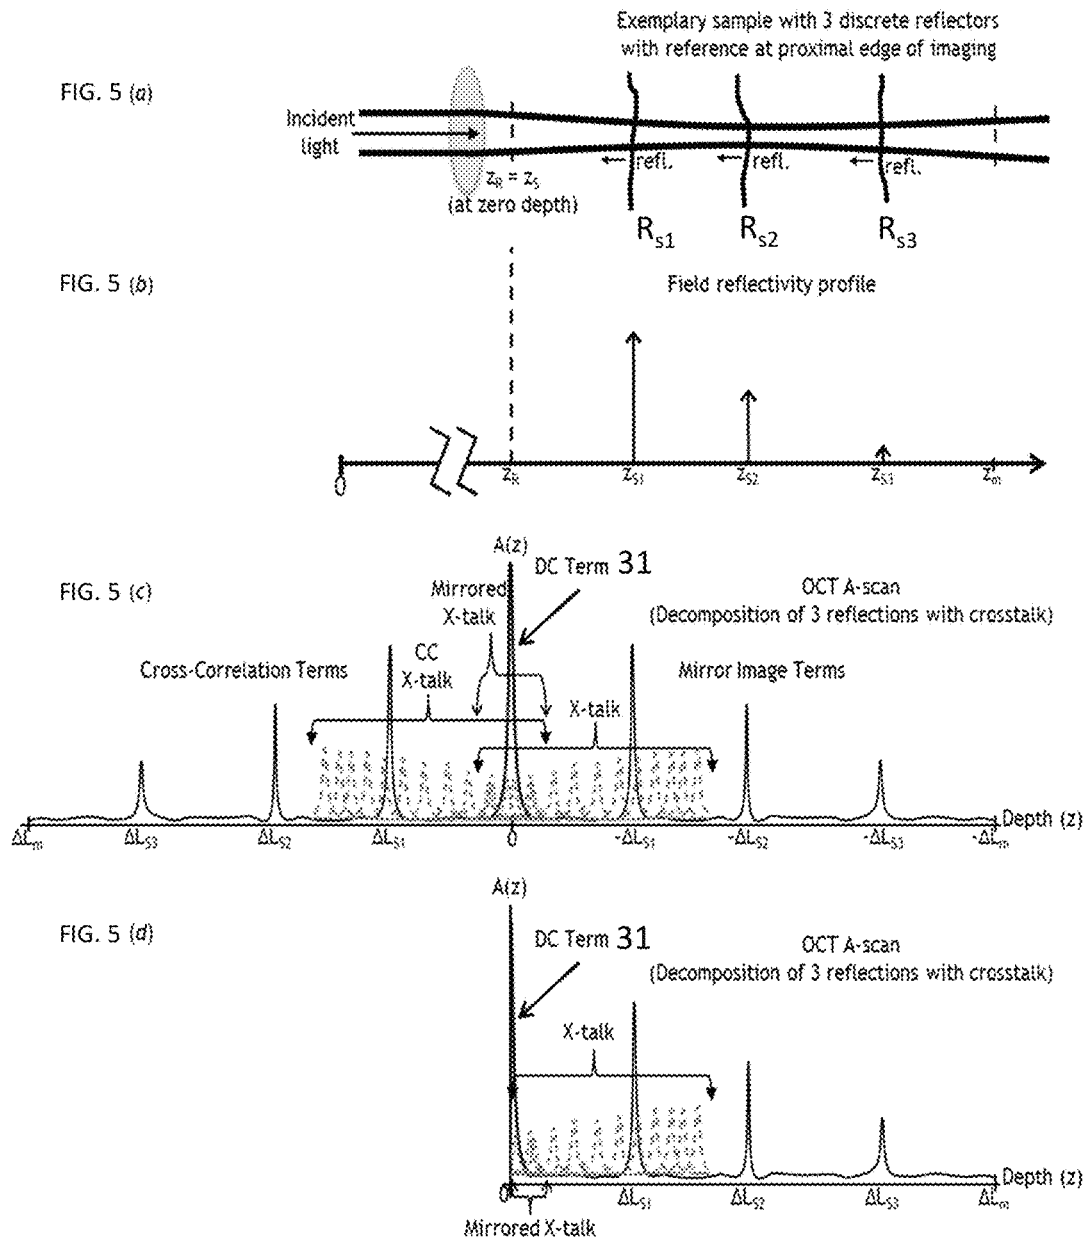 Exemplary sample with 3 discrete reflectors
with reference at proximal edge of imaging
FIG. 5 (a)
Incident
light
refl.
refl.
refl.
z_R = z_S
(at zero depth)
R_s1
R_s2
R_s3
FIG. 5 (b)
Field reflectivity profile
0
z_R
z_S1
z_S2
z_S3
z_m
A(z)
DC Term 31
FIG. 5 (c)
Mirrored
X-talk
OCT A-scan
(Decomposition of 3 reflections with crosstalk)
Cross-Correlation Terms
CC
X-talk
Mirror Image Terms
X-talk
Depth (z)
ΔL_m
ΔL_S3
ΔL_S2
ΔL_S1
0
-ΔL_S1
-ΔL_S2
-ΔL_S3
-ΔL_m
A(z)
FIG. 5 (d)
DC Term 31
OCT A-scan
(Decomposition of 3 reflections with crosstalk)
X-talk
Depth (z)
0
ΔL_S1
ΔL_S2
ΔL_S3
ΔL_m
Mirrored X-talk